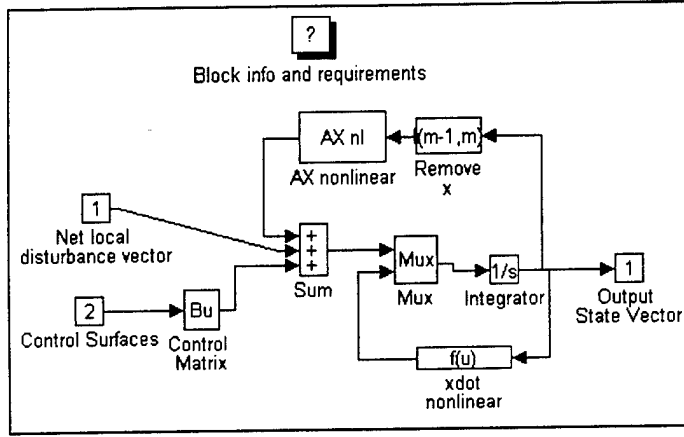 ?
Block info and requirements
AX nl
AX nonlinear
(m-1,m)
Remove
x
1
Net local
disturbance vector
+
+
+
Sum
2
Control Surfaces
Bu
Control
Matrix
Mux
Mux
1/s
Integrator
1
Output
State Vector
f(u)
xdot
nonlinear